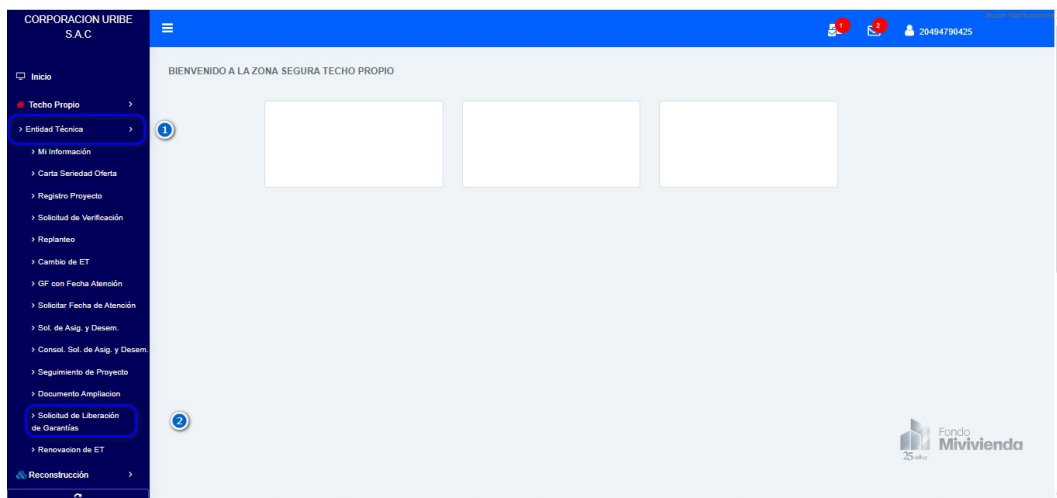 CORPORACION URIBE
S.A.C
1
2
20494790425
Inicio
BIENVENIDO A LA ZONA SEGURA TECHO PROPIO
Techo Propio
> Entidad Técnica
1
> Mi Información
> Carta Seriedad Oferta
> Registro Proyecto
> Solicitud de Verificación
> Replanteo
> Cambio de ET
> GF con Fecha Atención
> Solicitar Fecha de Atención
> Sol. de Asig. y Desem.
> Consol. Sol. de Asig. y Desem.
> Seguimiento de Proyecto
> Documento Ampliacion
> Solicitud de Liberación
de Garantías
2
> Renovacion de ET
Reconstrucción
Fondo
Mivivienda
25 años